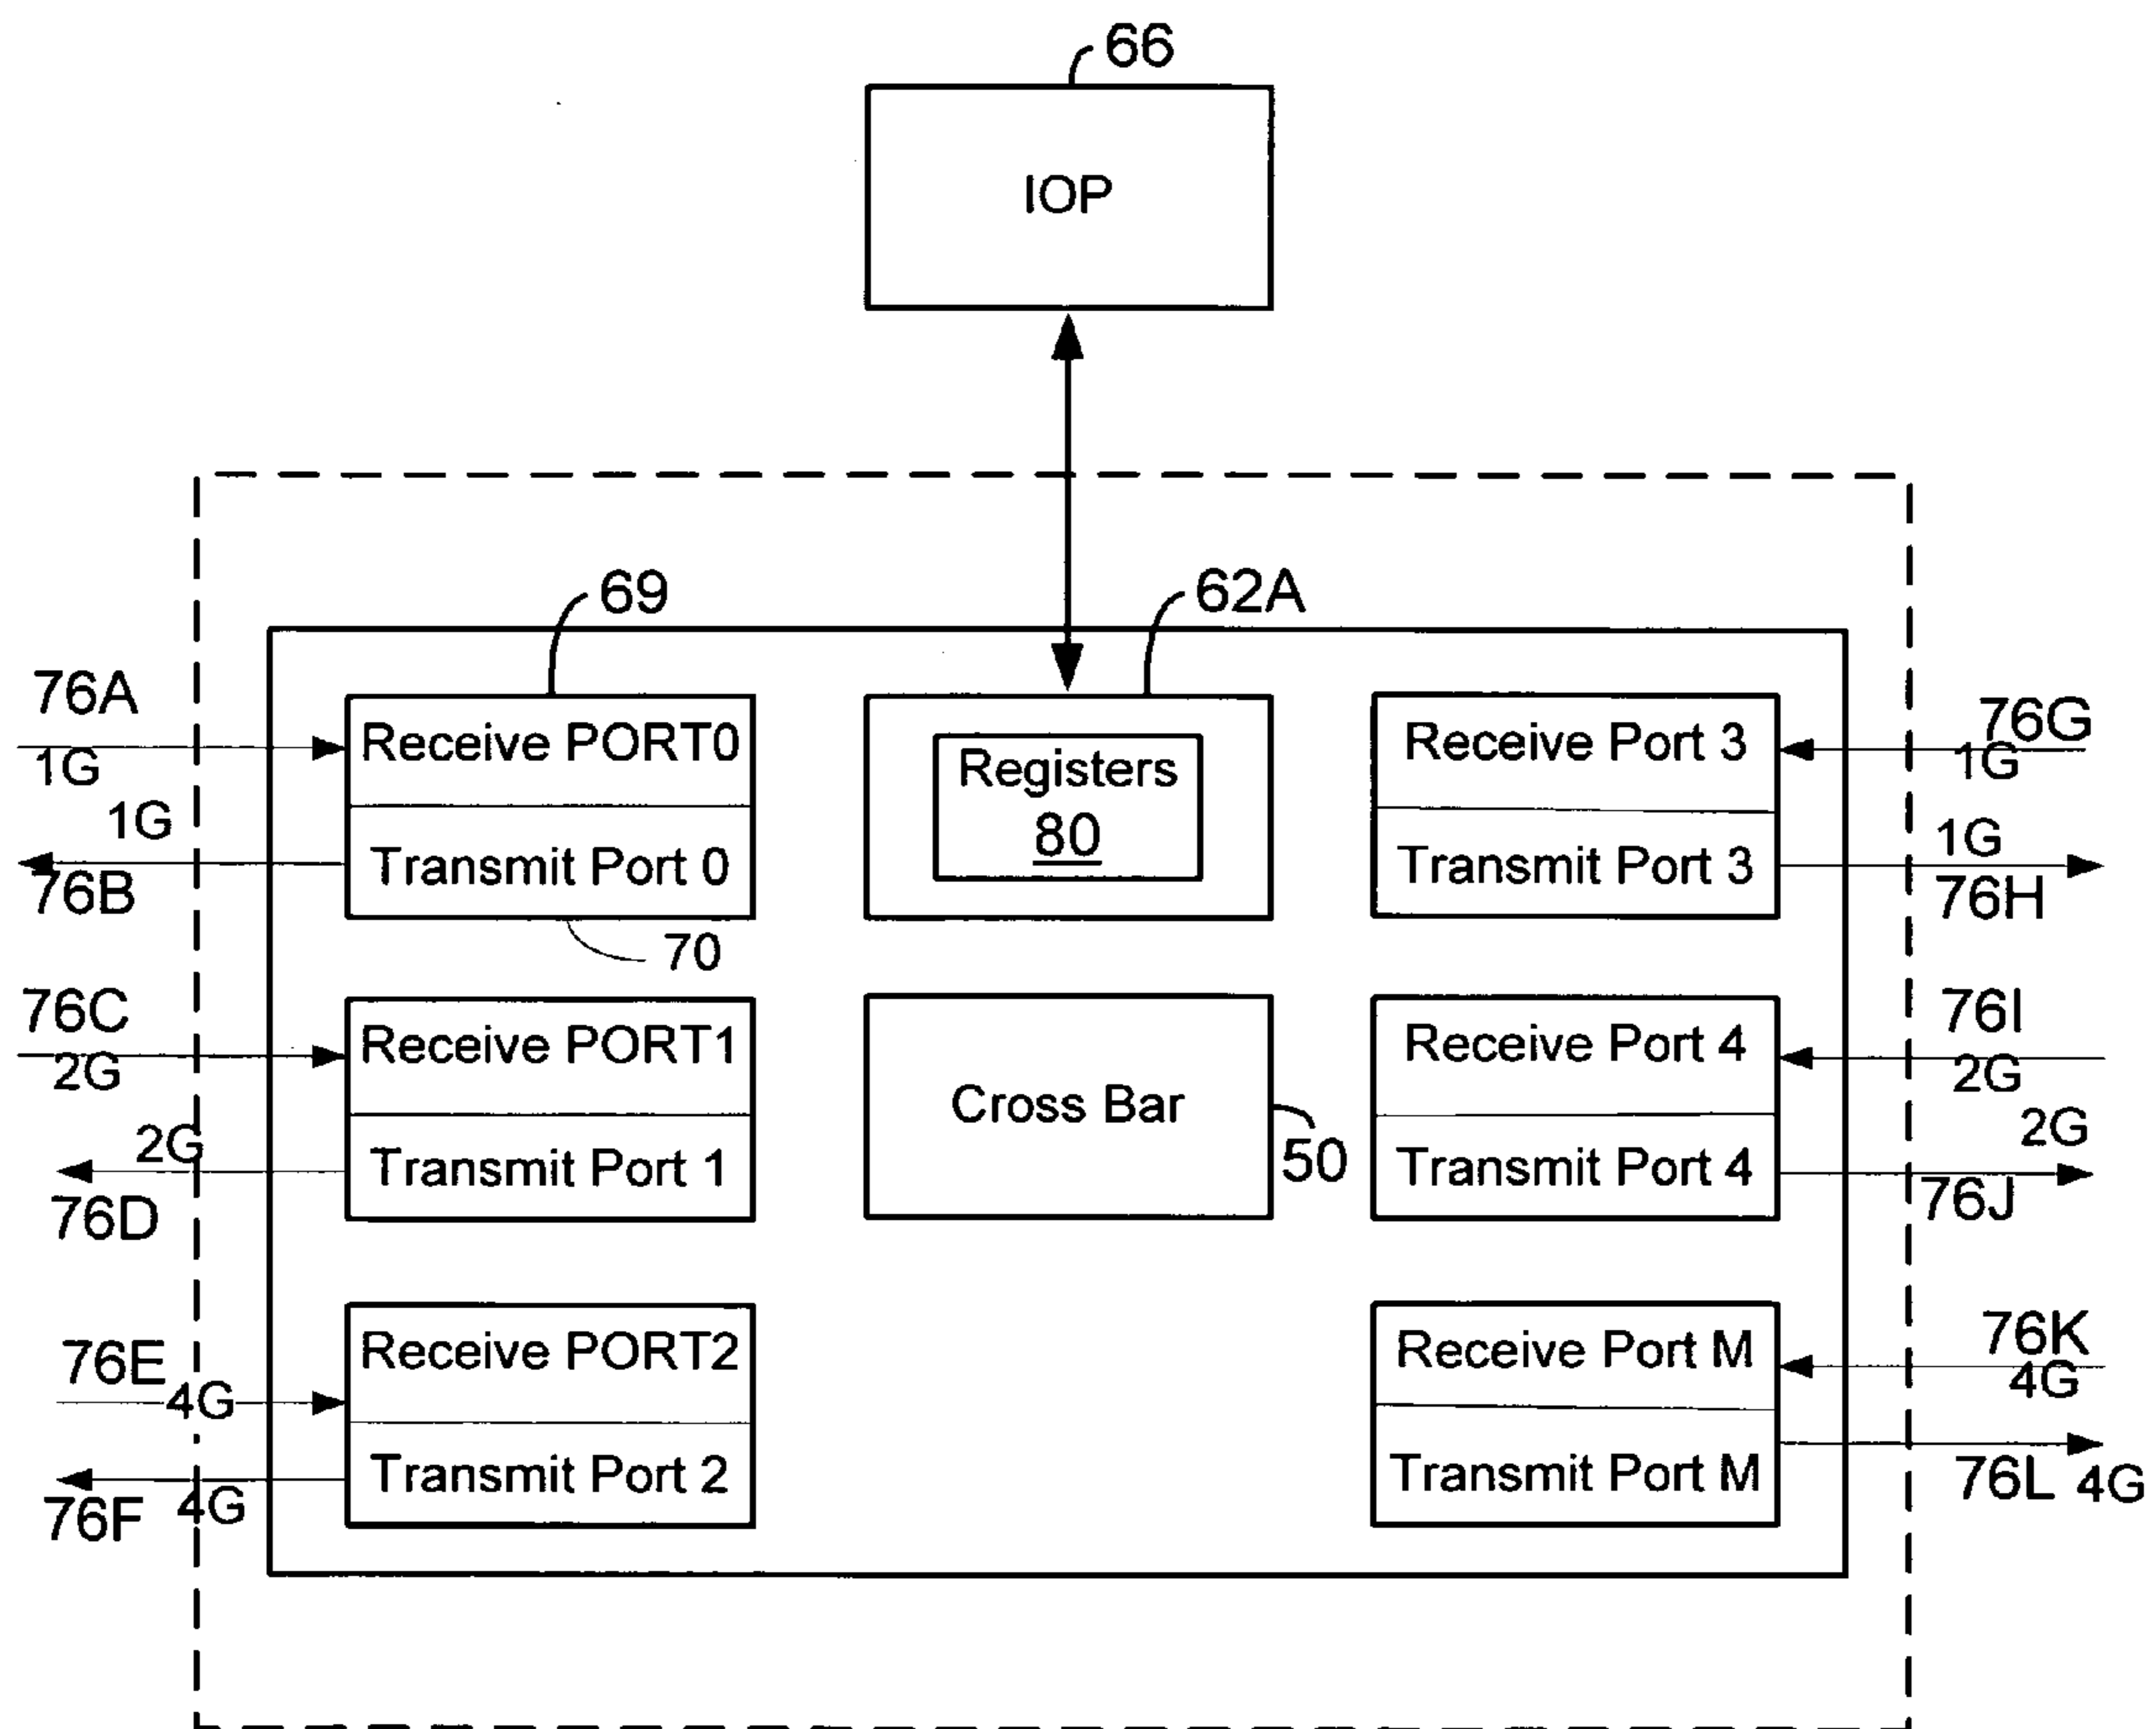 66
IOP
69
62A
76A
1G
Receive PORT0
1G
Transmit Port 0
76B
70
Registers
80
Receive Port 3
76G
1G
Transmit Port 3
1G
76H
76C
2G
Receive PORT1
2G
Transmit Port 1
76D
Cross Bar
50
Receive Port 4
76I
2G
Transmit Port 4
2G
76J
76E
4G
Receive PORT2
Transmit Port 2
76F
4G
Receive Port M
76K
4G
Transmit Port M
76L 4G